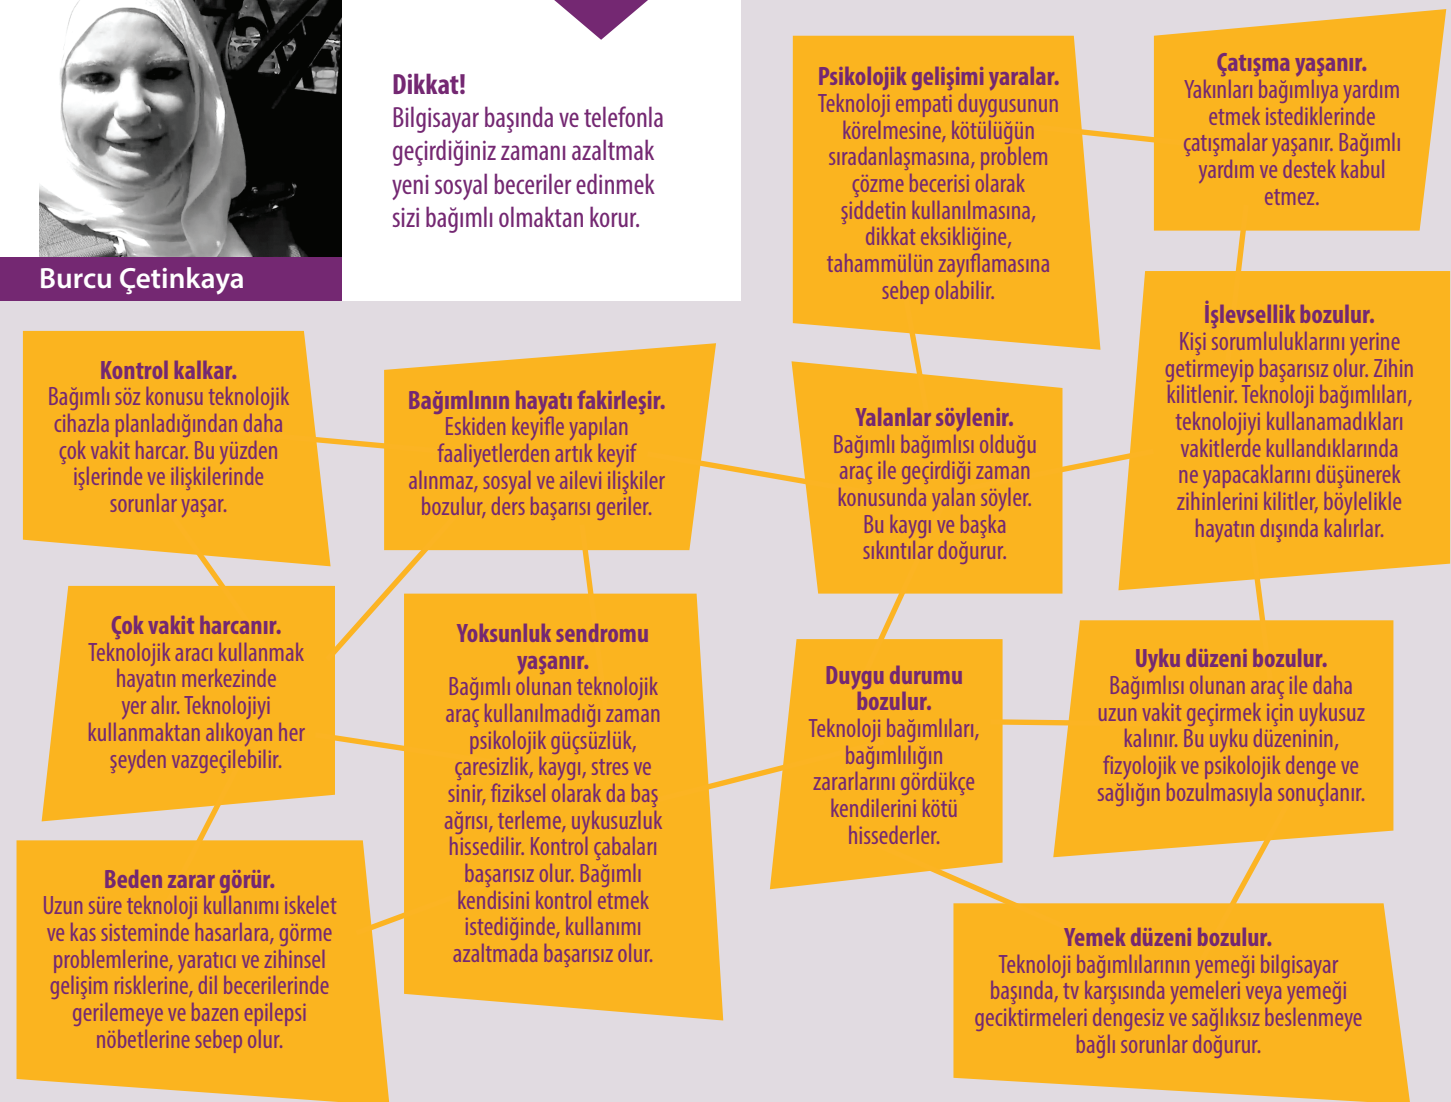 Burcu Çetinkaya
Dikkat!
Bilgisayar başında ve telefonla
geçirdiğiniz zamanı azaltmak
yeni sosyal beceriler edinmek
sizi bağımlı olmaktan korur.
Psikolojik gelişimi yaralar.
Teknoloji empati duygusunun
körelmesine, kötülüğün
sıradanlaşmasına, problem
çözme becerisi olarak
şiddetin kullanılmasına,
dikkat eksikliğine,
tahammülün zayıflamasına
sebep olabilir.
Çatışma yaşanır.
Yakınları bağımlıya yardım
etmek istediklerinde
çatışmalar yaşanır. Bağımlı
yardım ve destek kabul
etmez.
Kontrol kalkar.
Bağımlı söz konusu teknolojik
cihazla planladığından daha
çok vakit harcar. Bu yüzden
işlerinde ve ilişkilerinde
sorunlar yaşar.
Bağımlının hayatı fakirleşir.
Eskiden keyifle yapılan
faaliyetlerden artık keyif
alınmaz, sosyal ve ailevi ilişkiler
bozulur, ders başarısı geriler.
Yalanlar söylenir.
Bağımlı bağımlısı olduğu
araç ile geçirdiği zaman
konusunda yalan söyler.
Bu kaygı ve başka
sıkıntılar doğurur.
İşlevsellik bozulur.
Kişi sorumluluklarını yerine
getirmeyip başarısız olur. Zihin
kilitlenir. Teknoloji bağımlıları,
teknolojiyi kullanamadıkları
vakitlerde kullandıklarında
ne yapacaklarını düşünerek
zihinlerini kilitler, böylelikle
hayatın dışında kalırlar.
Çok vakit harcanır.
Teknolojik aracı kullanmak
hayatın merkezinde
yer alır. Teknolojiyi
kullanmaktan alıkoyan her
şeyden vazgeçilebilir.
Yoksunluk sendromu
yaşanır.
Bağımlı olunan teknolojik
araç kullanılmadığı zaman
psikolojik güçsüzlük,
çaresizlik, kaygı, stres ve
sinir, fiziksel olarak da baş
ağrısı, terleme, uykusuzluk
hissedilir. Kontrol çabaları
başarısız olur. Bağımlı
kendisini kontrol etmek
istediğinde, kullanımı
azaltmada başarısız olur.
Duygu durumu
bozulur.
Teknoloji bağımlıları,
bağımlılığın
zararlarını gördükçe
kendilerini kötü
hissederler.
Uyku düzeni bozulur.
Bağımlısı olunan araç ile daha
uzun vakit geçirmek için uykusuz
kalınır. Bu uyku düzeninin,
fizyolojik ve psikolojik denge ve
sağlığın bozulmasıyla sonuçlanır.
Beden zarar görür.
Uzun süre teknoloji kullanımı iskelet
ve kas sisteminde hasarlara, görme
problemlerine, yaratıcı ve zihinsel
gelişim risklerine, dil becerilerinde
gerilemeye ve bazen epilepsi
nöbetlerine sebep olur.
Yemek düzeni bozulur.
Teknoloji bağımlılarının yemeği bilgisayar
başında, tv karşısında yemeleri veya yemeği
geciktirmeleri dengesiz ve sağlıksız beslenmeye
bağlı sorunlar doğurur.